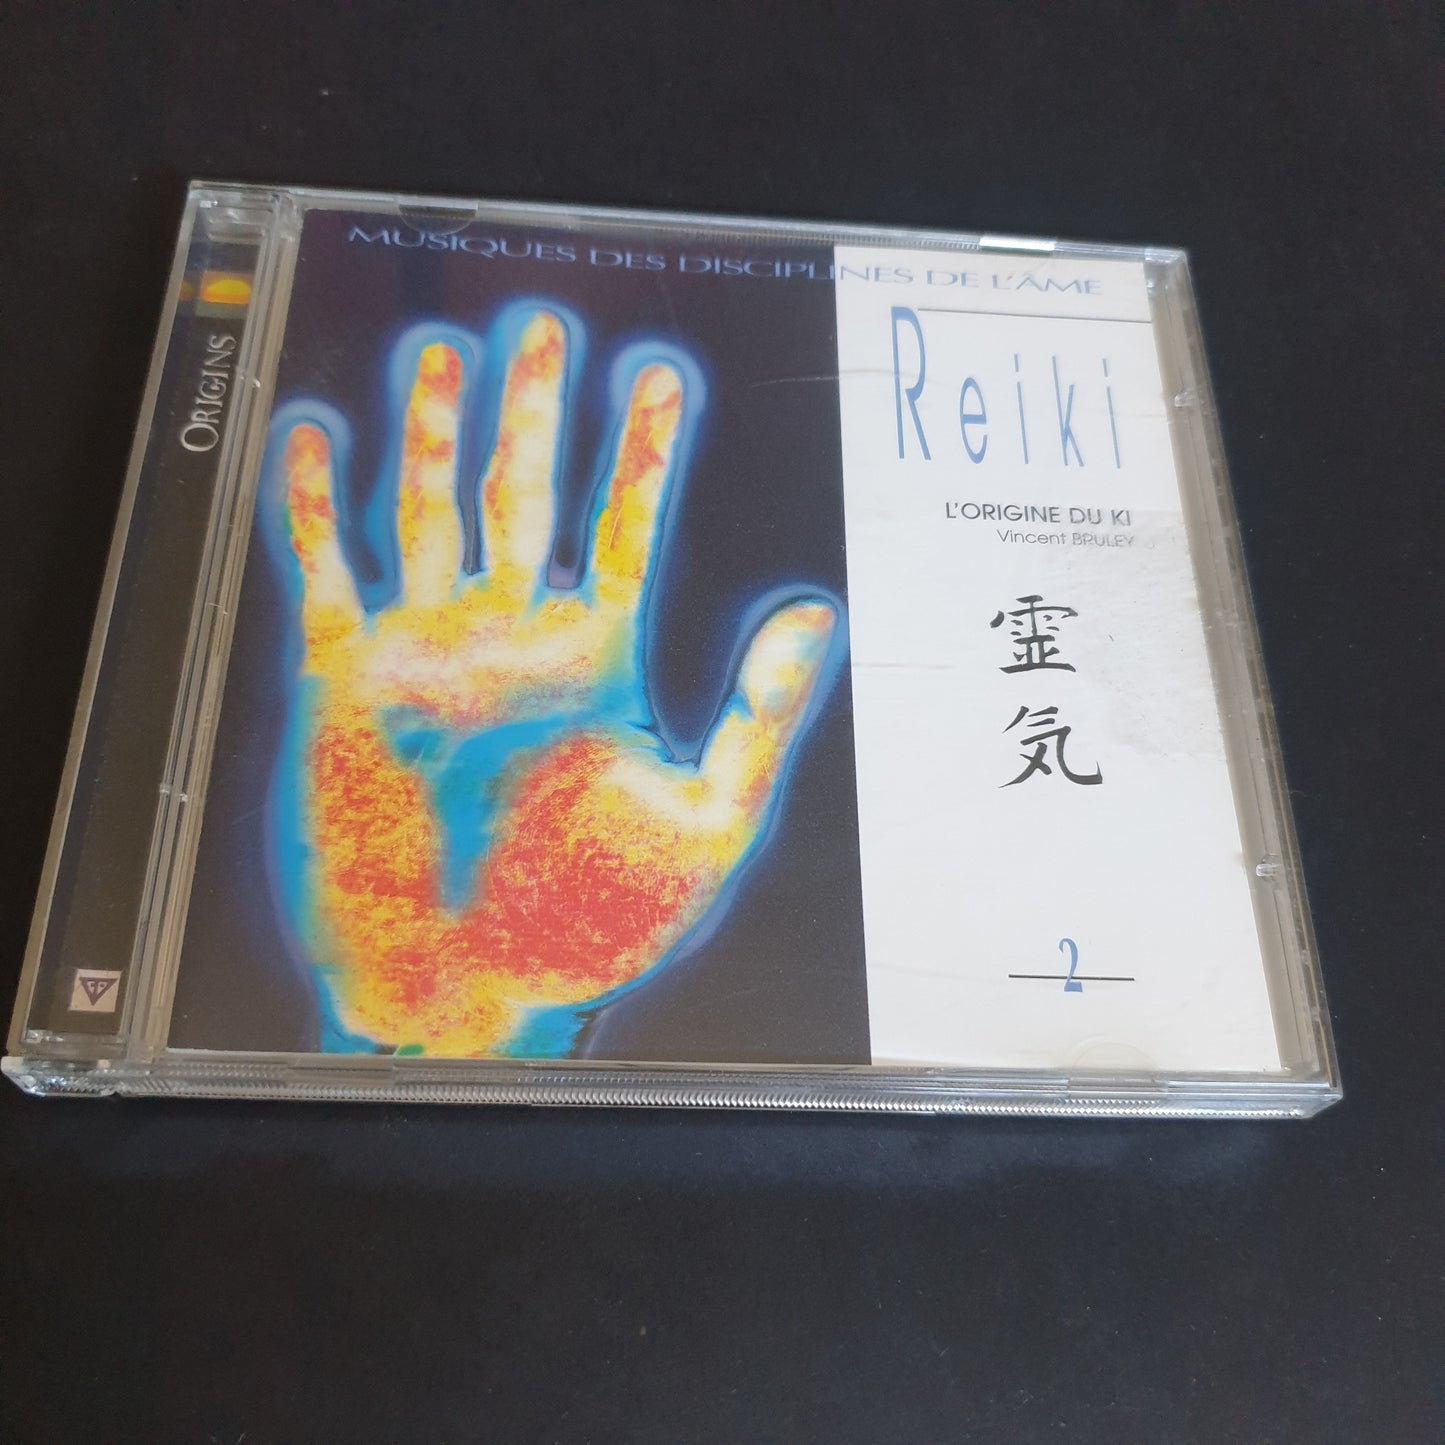 MUSIQUES DES DISCIPLINES DE L'ÂME
Reiki
L'ORIGINE DU KI
Vincent BRULEY
霊
気
2
ORIGINS